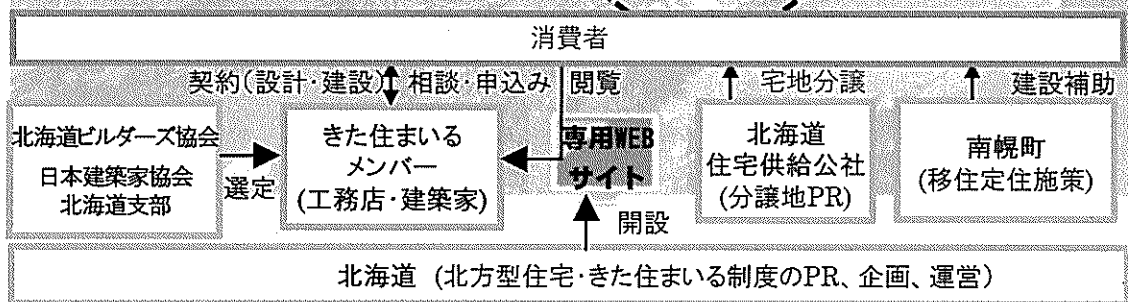 消費者
契約(設計・建設) 相談・申込み 閲覧 宅地分譲 建設補助
北海道ビルダーズ協会
日本建築家協会
北海道支部
選定
きた住まいる
メンバー
(工務店・建築家)
専用WEB
サイト
開設
北海道
住宅供給公社
(分譲地PR)
南幌町
(移住定住施策)
北海道 (北方型住宅・きた住まいる制度のPR、企画、運営)